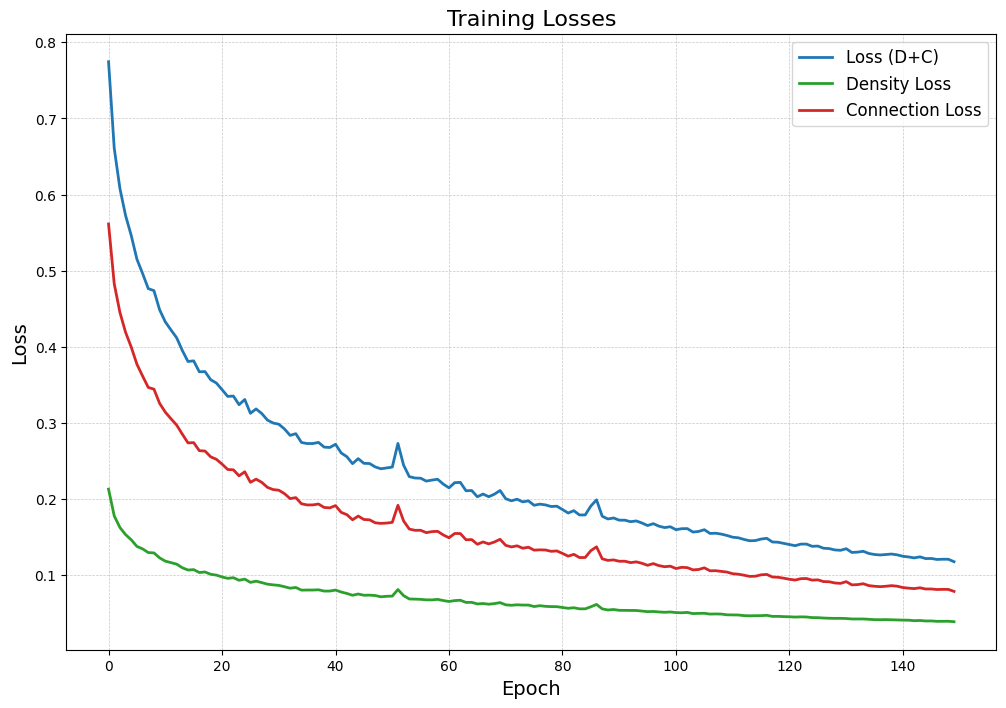 Training Losses
Loss (D+C)
Density Loss
Connection Loss
0.8
0.7
0.6
0.5
0.4
0.3
0.2
0.1
Loss
0 20 40 60 80 100 120 140
Epoch